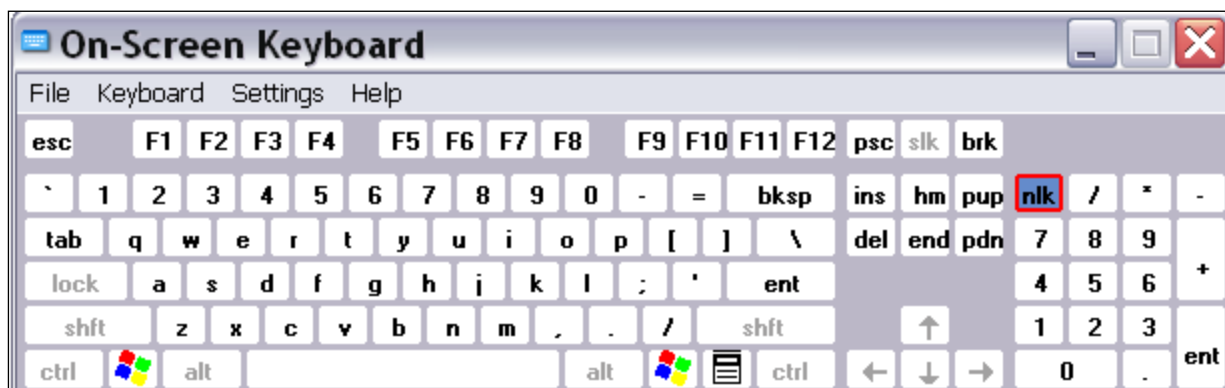 On-Screen Keyboard
File Keyboard Settings Help
esc F1 F2 F3 F4 F5 F6 F7 F8 F9 F10 F11 F12 psc slk brk
` 1 2 3 4 5 6 7 8 9 0 - = bksp ins hm pup nlk / * -
tab q w e r t y u i o p [ ] \ del end pdn 7 8 9 +
lock a s d f g h j k l ; ' ent 4 5 6
shft z x c v b n m , . / shft ↑ 1 2 3 ent
ctrl alt alt ctrl ← ↓ → 0 .